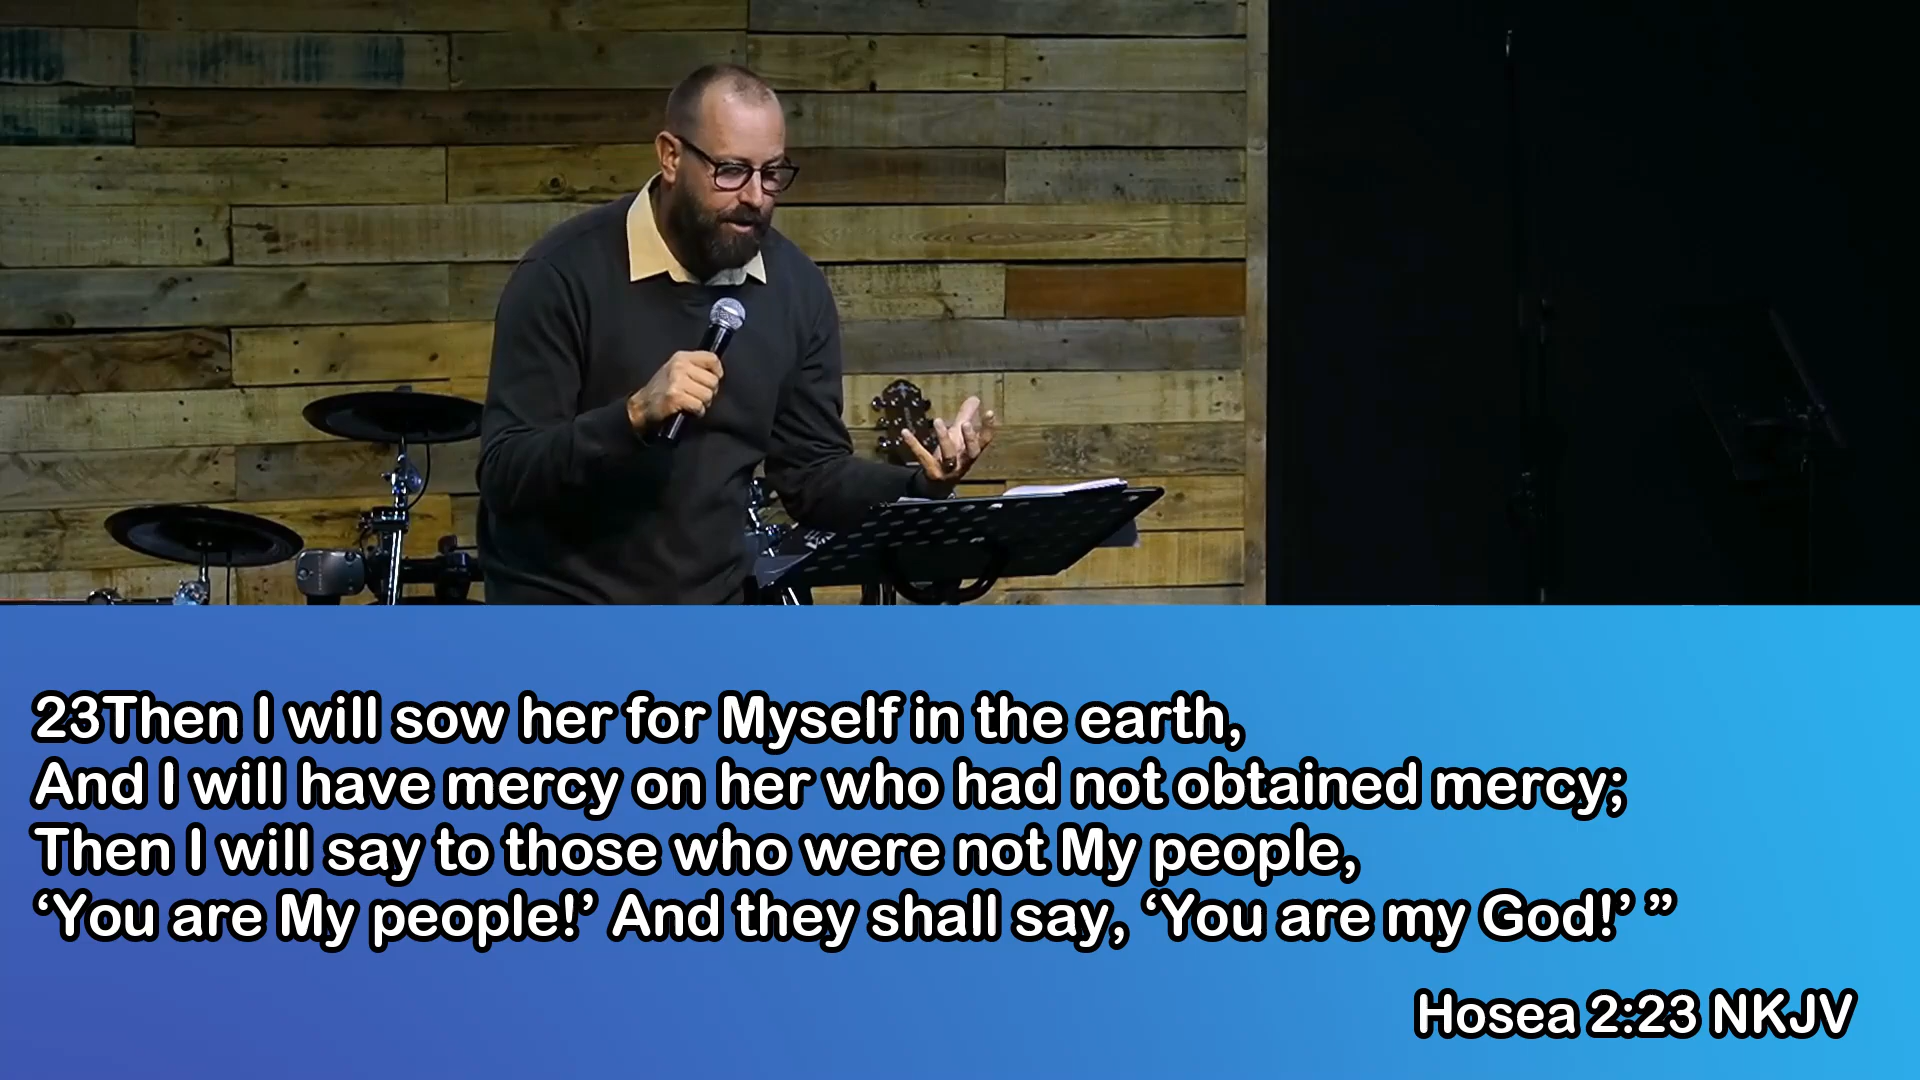 23Then I will sow her for Myself in the earth,
And I will have mercy on her who had not obtained mercy;
Then I will say to those who were not My people,
‘You are My people!’ And they shall say, ‘You are my God!’ ”
Hosea 2:23 NKJV